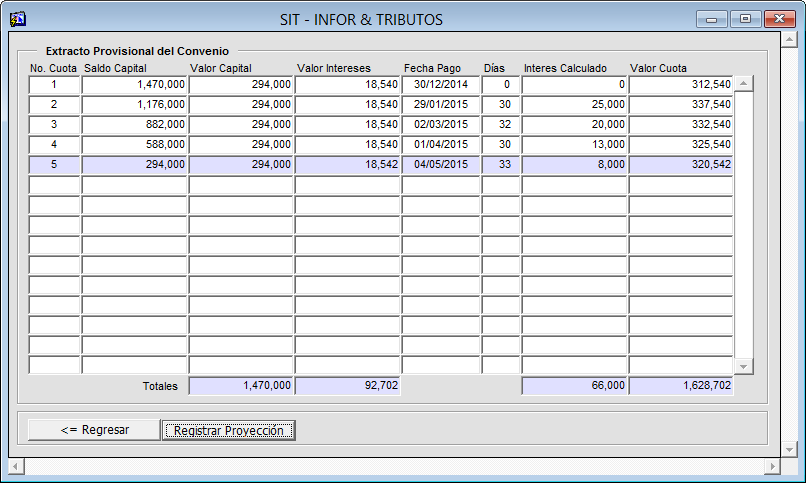 SIT - INFOR & TRIBUTOS
Extracto Provisional del Convenio
No. Cuota Saldo Capital Valor Capital Valor Intereses Fecha Pago Días Interes Calculado Valor Cuota
1 1,470,000 294,000 18,540 30/12/2014 0 0 312,540
2 1,176,000 294,000 18,540 29/01/2015 30 25,000 337,540
3 882,000 294,000 18,540 02/03/2015 32 20,000 332,540
4 588,000 294,000 18,540 01/04/2015 30 13,000 325,540
5 294,000 294,000 18,542 04/05/2015 33 8,000 320,542
Totales 1,470,000 92,702 66,000 1,628,702
<= Regresar Registrar Proyección